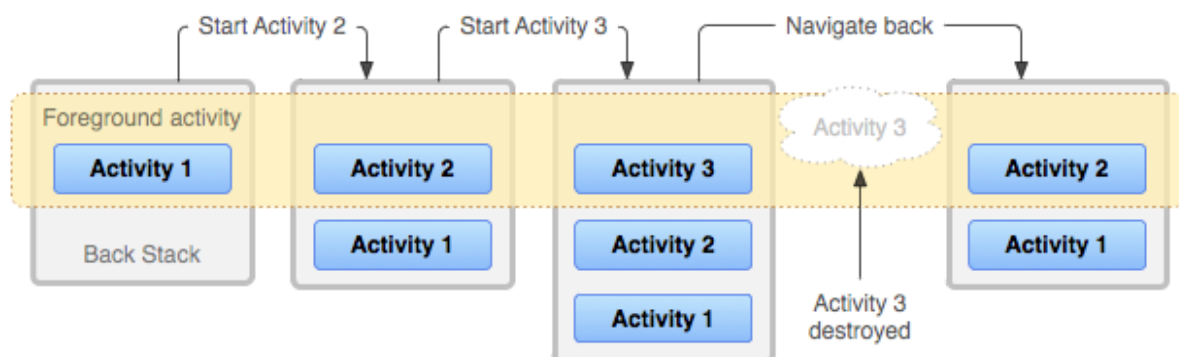 Start Activity 2
Start Activity 3
Navigate back
Foreground activity
Activity 1
Back Stack
Activity 2
Activity 1
Activity 3
Activity 2
Activity 1
Activity 3
Activity 3
destroyed
Activity 2
Activity 1